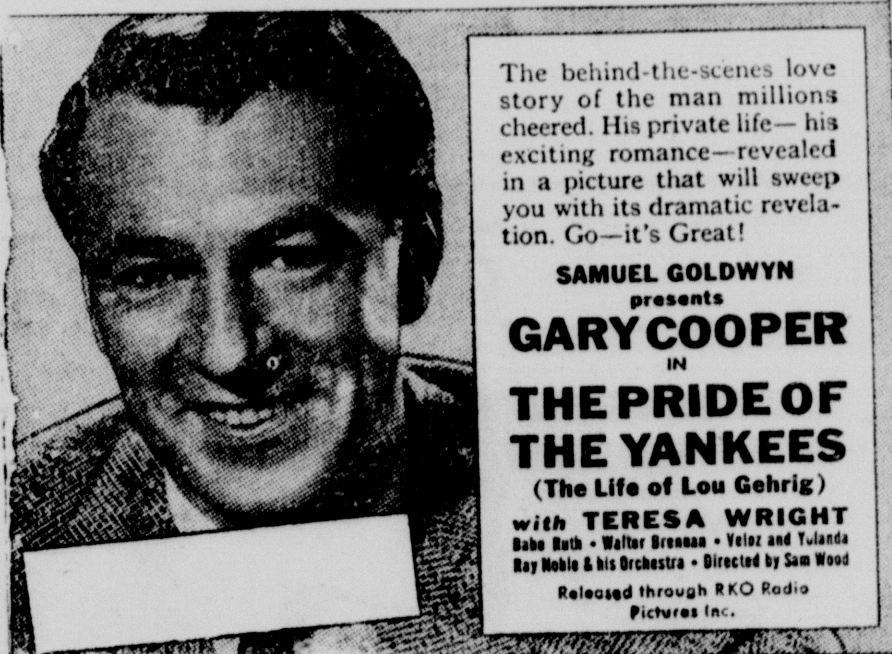 The behind-the-scenes love
story of the man millions
cheered. His private life— his
exciting romance—revealed
in a picture that will sweep
you with its dramatic revela-
tion. Go—it's Great!
SAMUEL GOLDWYN
presents
GARY COOPER
IN
THE PRIDE OF
THE YANKEES
(The Life of Lou Gehrig)
with TERESA WRIGHT
Babe Ruth • Walter Brennan • Veloz and Yolanda
Ray Noble & his Orchestra • Directed by Sam Wood
Released through RKO Radio
Pictures Inc.